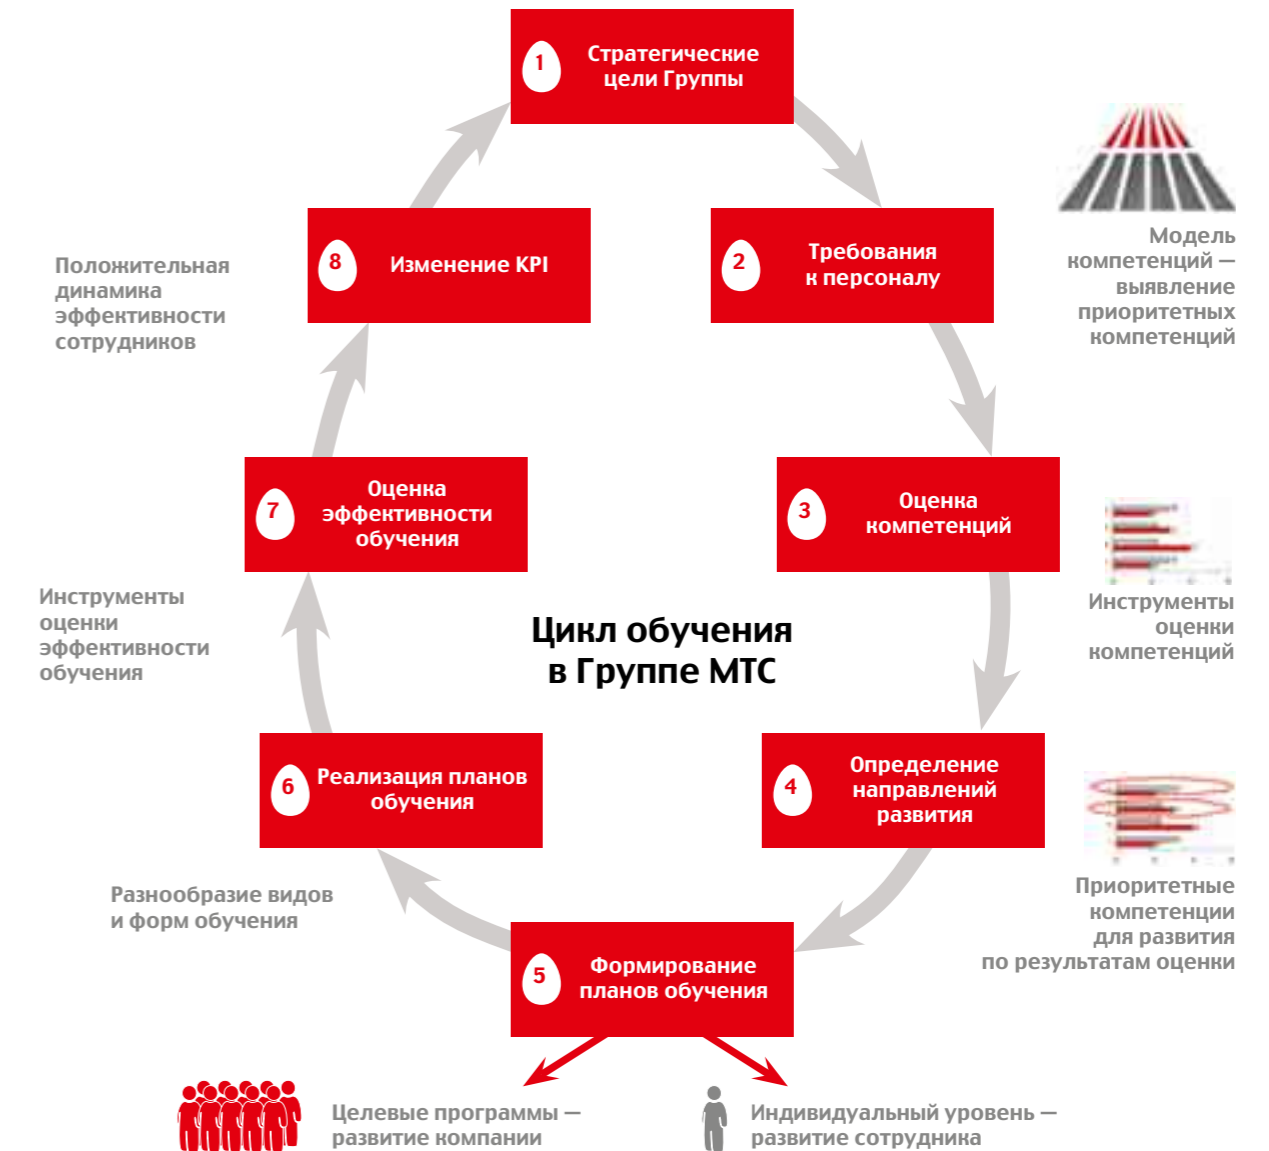 1
Стратегические
цели Группы
2
Требования
к персоналу
Модель
компетенций —
выявление
приоритетных
компетенций
3
Оценка
компетенций
Инструменты
оценки
компетенций
4
Определение
направлений
развития
Приоритетные
компетенции
для развития
по результатам оценки
5
Формирование
планов обучения
Целевые программы —
развитие компании
Индивидуальный уровень —
развитие сотрудника
6
Реализация планов
обучения
Разнообразие видов
и форм обучения
7
Оценка
эффективности
обучения
Инструменты
оценки
эффективности
обучения
8
Изменение KPI
Положительная
динамика
эффективности
сотрудников
Цикл обучения
в Группе МТС